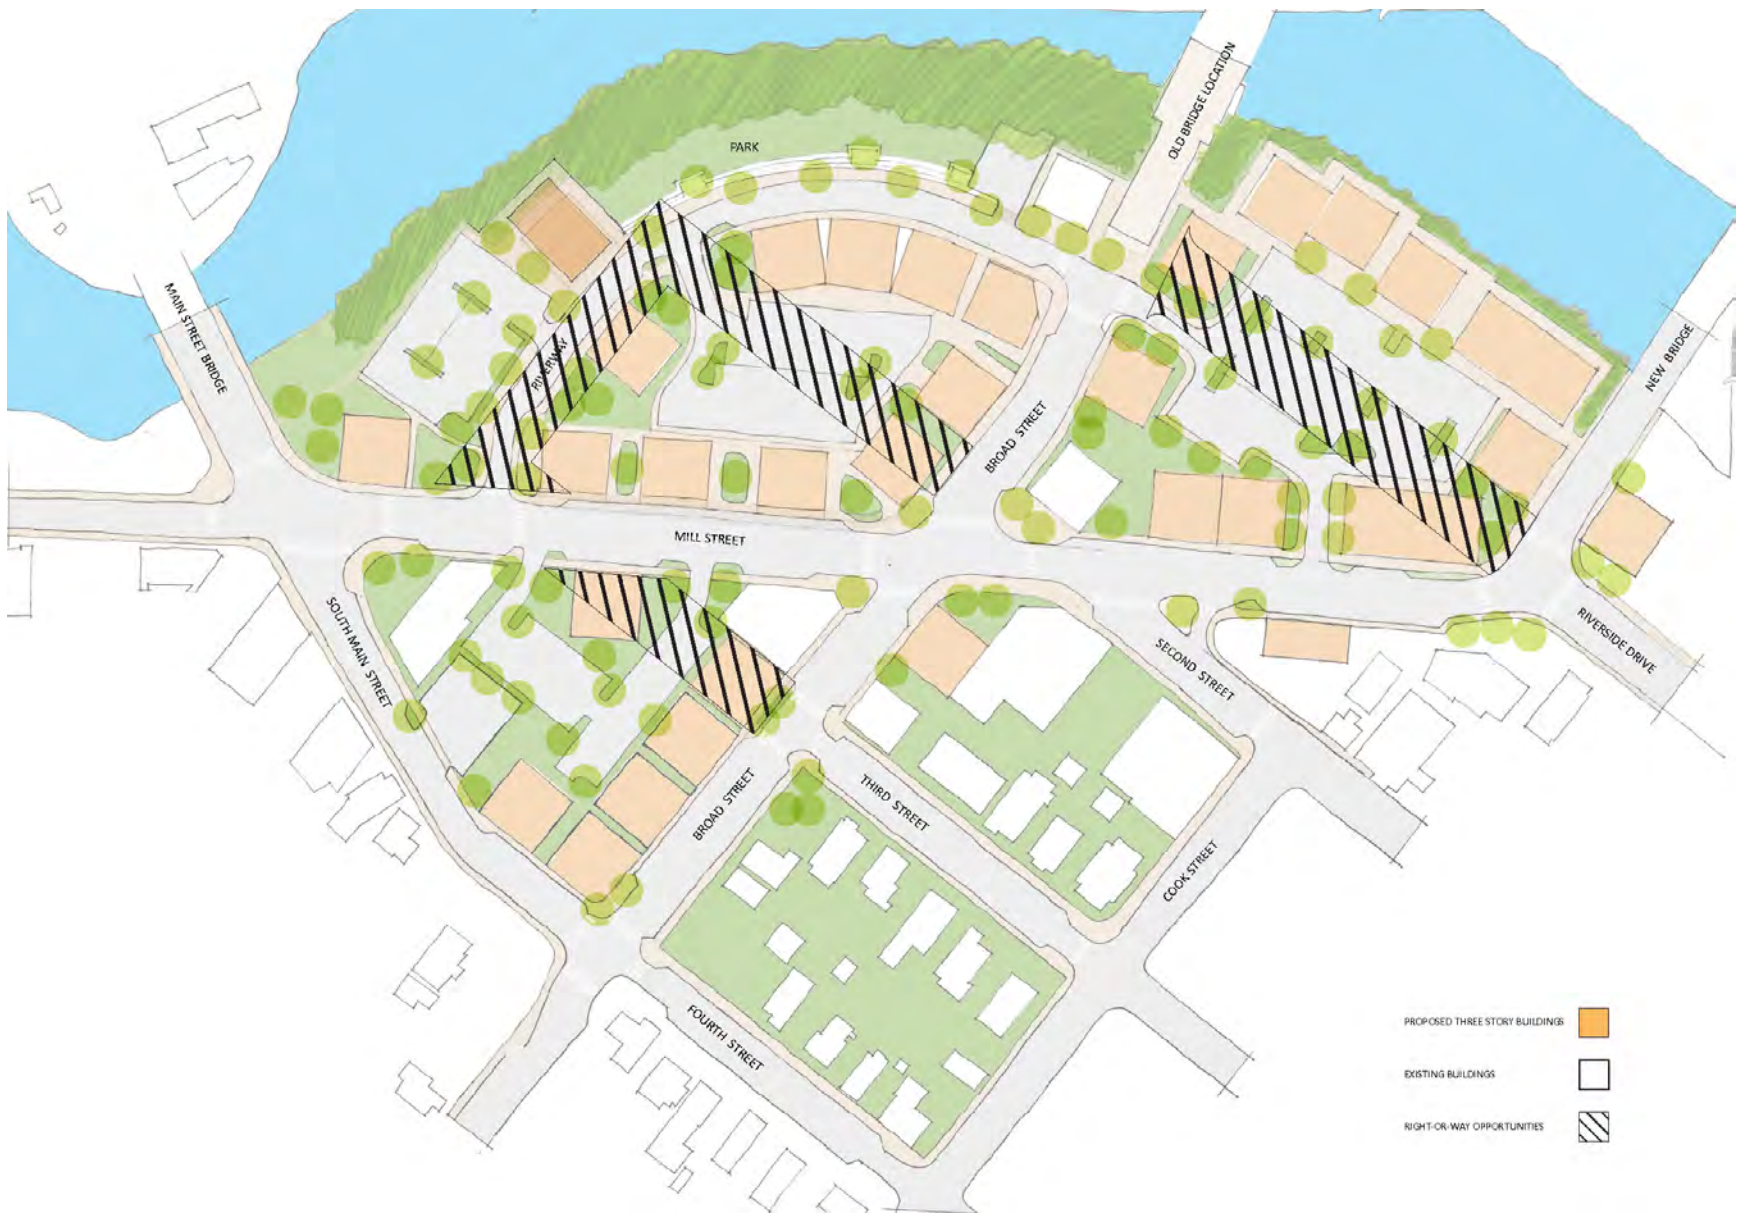 PARK
OLD BRIDGE LOCATION
MAIN STREET BRIDGE
RIVERWAY
NEW BRIDGE
BROAD STREET
MILL STREET
SOUTH MAIN STREET
SECOND STREET
RIVERSIDE DRIVE
BROAD STREET
THIRD STREET
COOK STREET
FOURTH STREET
PROPOSED THREE STORY BUILDINGS
EXISTING BUILDINGS
RIGHT-OR-WAY OPPORTUNITIES